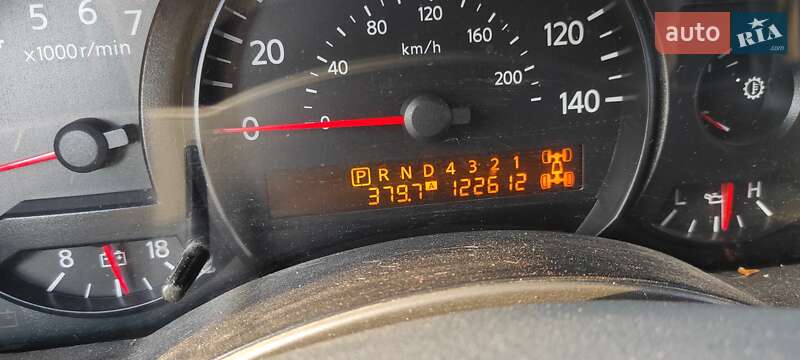 5 6 7
x1000r/min
0 20 120 140
0 40 80 120 160 200
km/h
P R N D 4 3 2 1
379.7 A 122612
8 18
L H
F
auto RIA